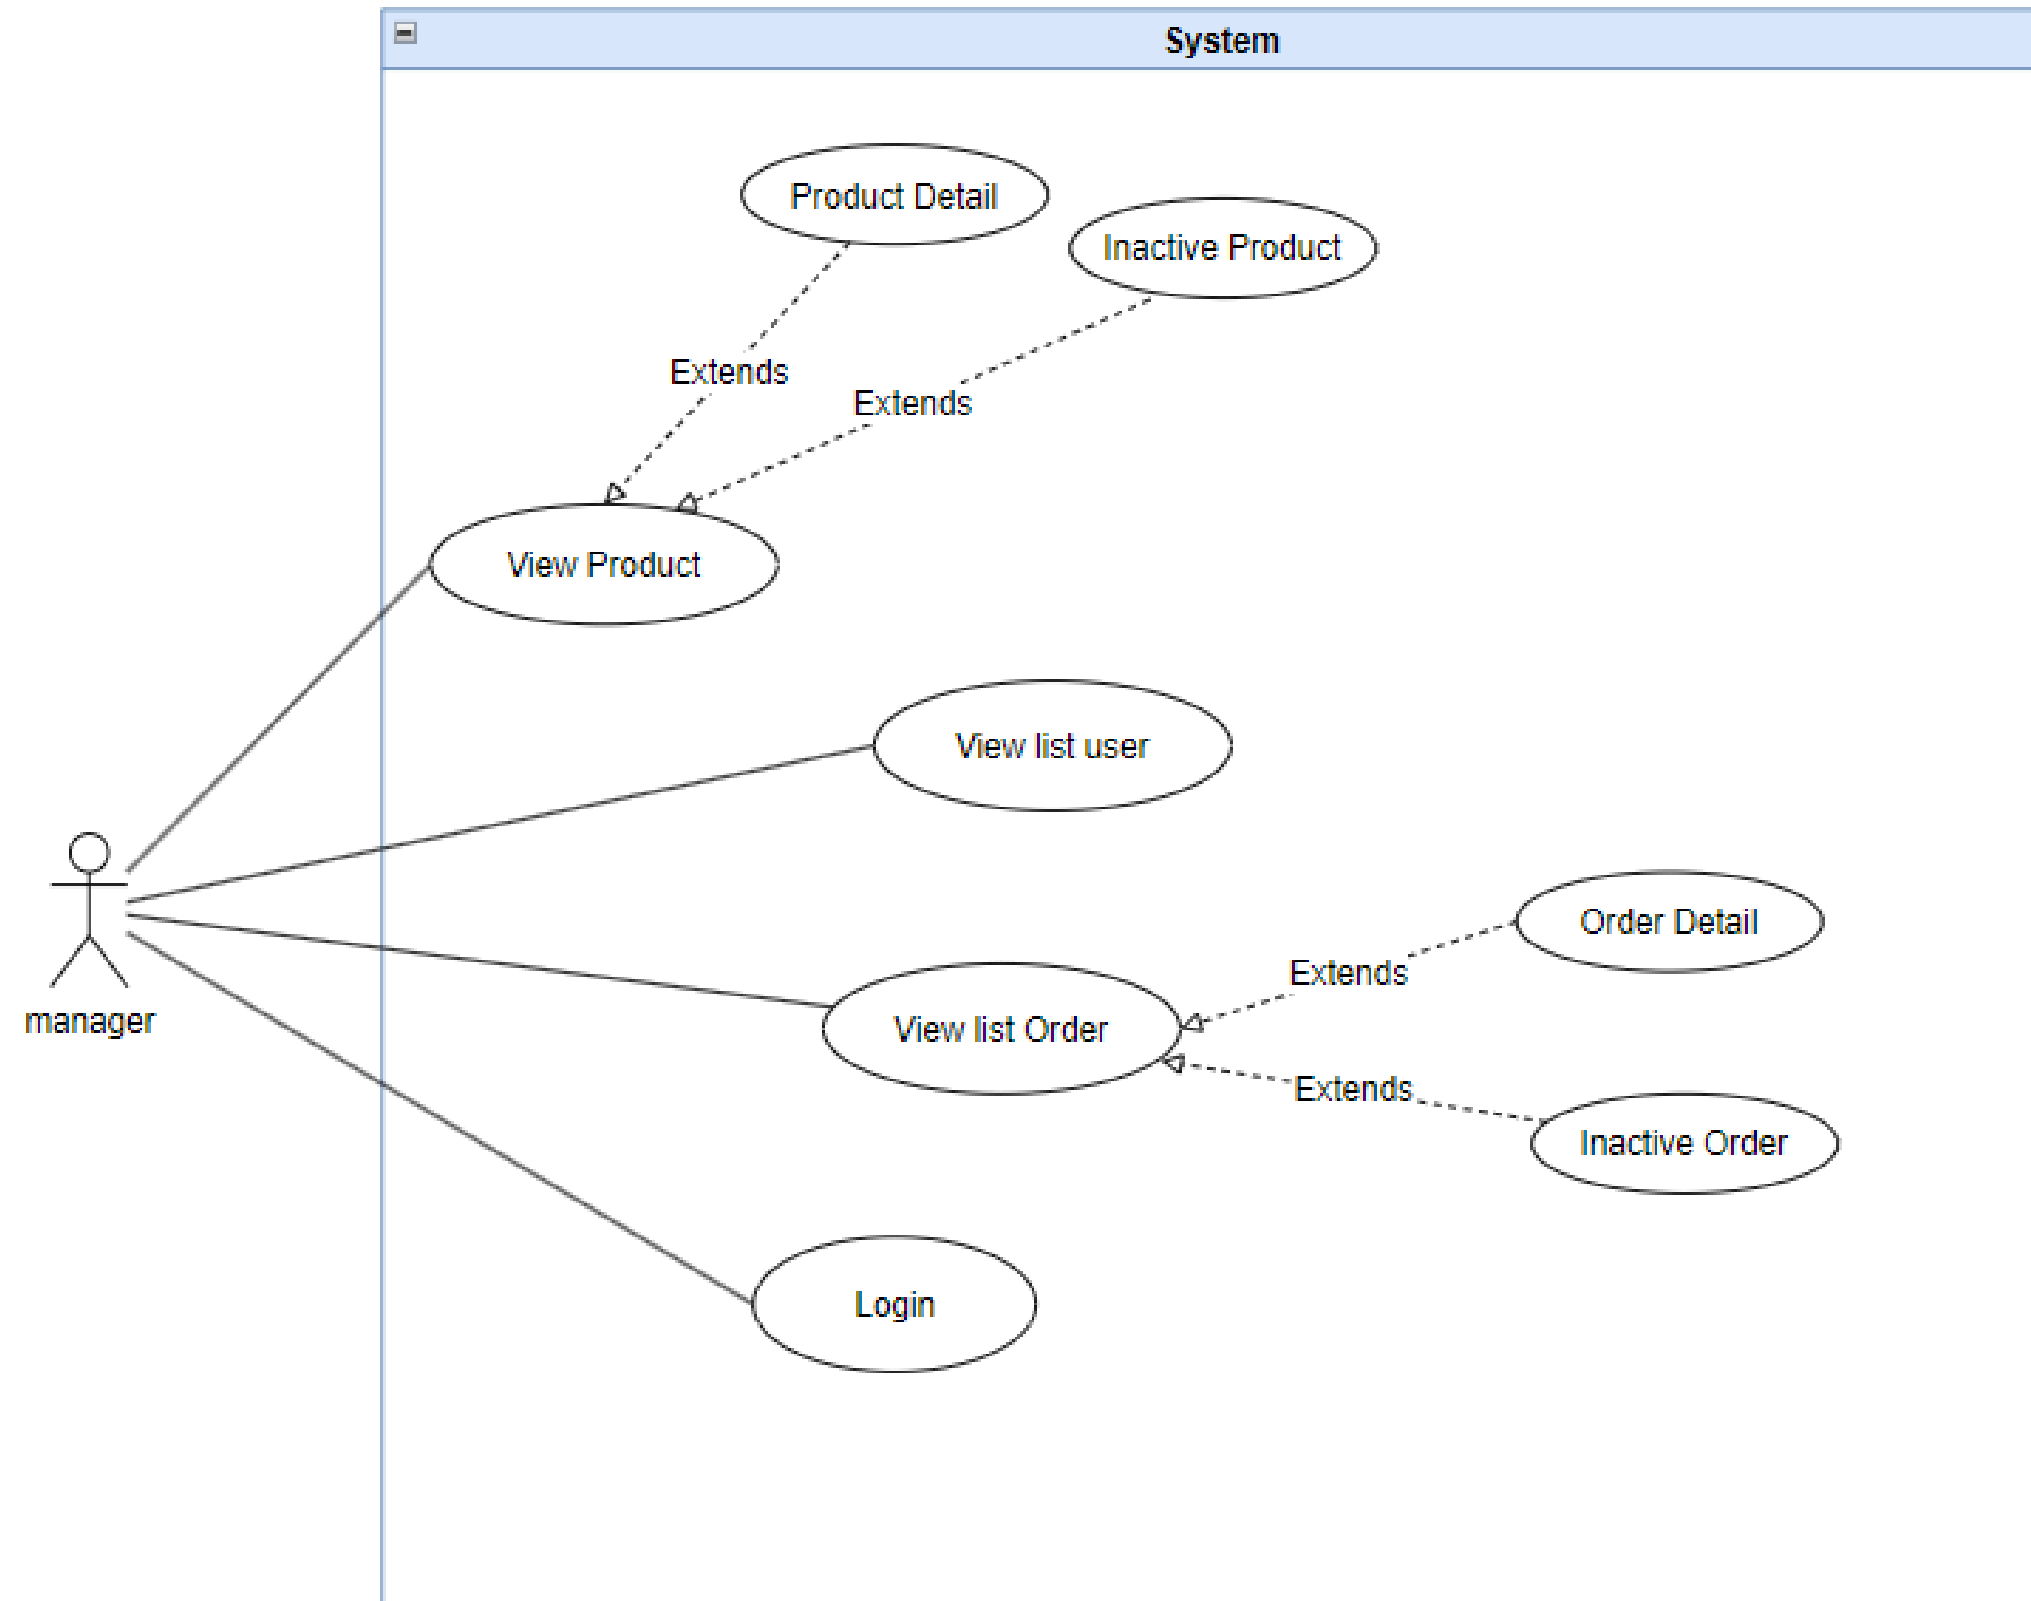 System
Product Detail
Inactive Product
Extends
Extends
View Product
View list user
Order Detail
Extends
manager
View list Order
Extends
Inactive Order
Login